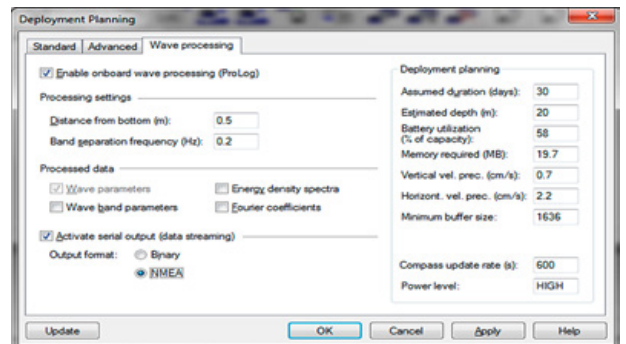 Deployment Planning
Standard Advanced Wave processing
Enable onboard wave processing (ProLog)
Processing settings
Distance from bottom (m): 0.5
Band separation frequency (Hz): 0.2
Processed data
Wave parameters Energy density spectra
Wave band parameters Fourier coefficients
Activate serial output (data streaming)
Output format: Binary
NMEA
Deployment planning
Assumed duration (days): 30
Estimated depth (m): 20
Battery utilization
(% of capacity): 58
Memory required (MB): 19.7
Vertical vel. prec. (cm/s): 0.7
Horizont. vel. prec. (cm/s): 2.2
Minimum buffer size: 1636
Compass update rate (s): 600
Power level: HIGH
Update OK Cancel Apply Help